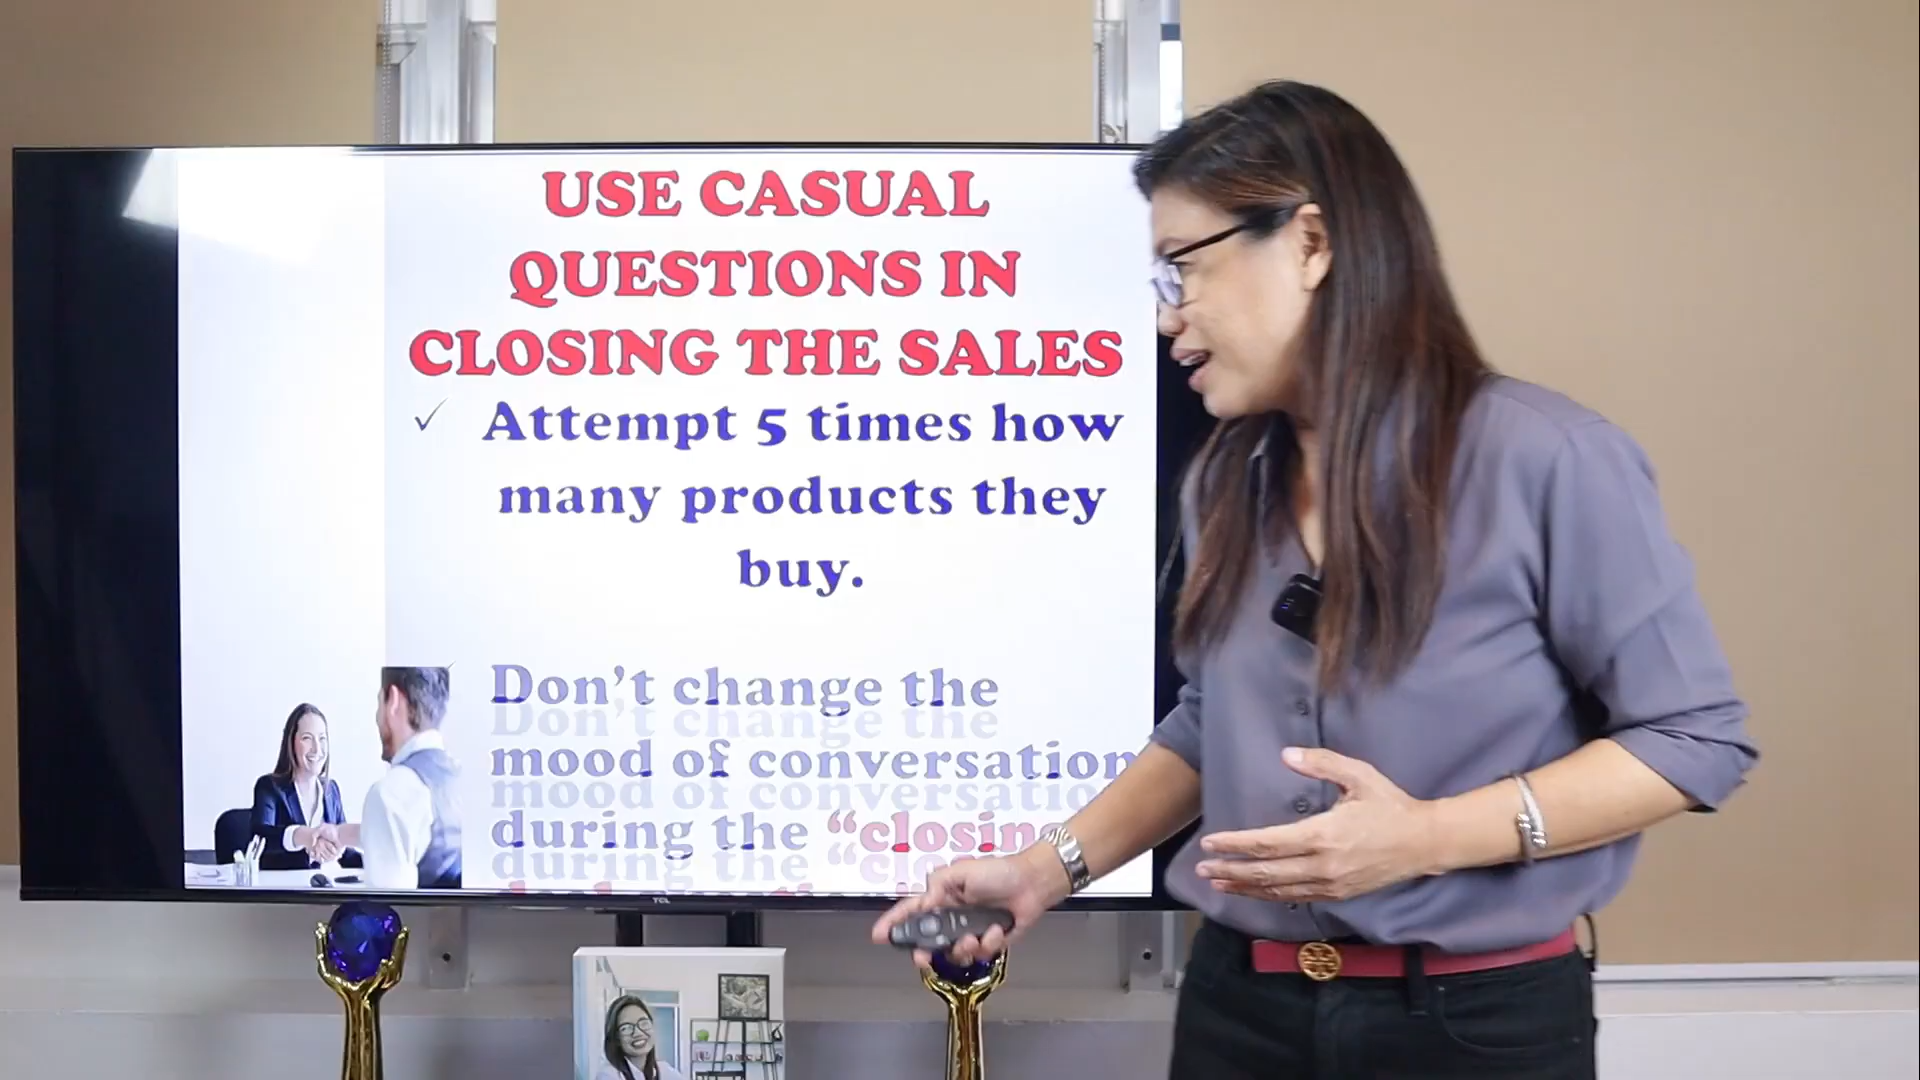 USE CASUAL
QUESTIONS IN
CLOSING THE SALES
✓ Attempt 5 times how
many products they
buy.
Don't change the
mood of conversation
during the "closing
TCL